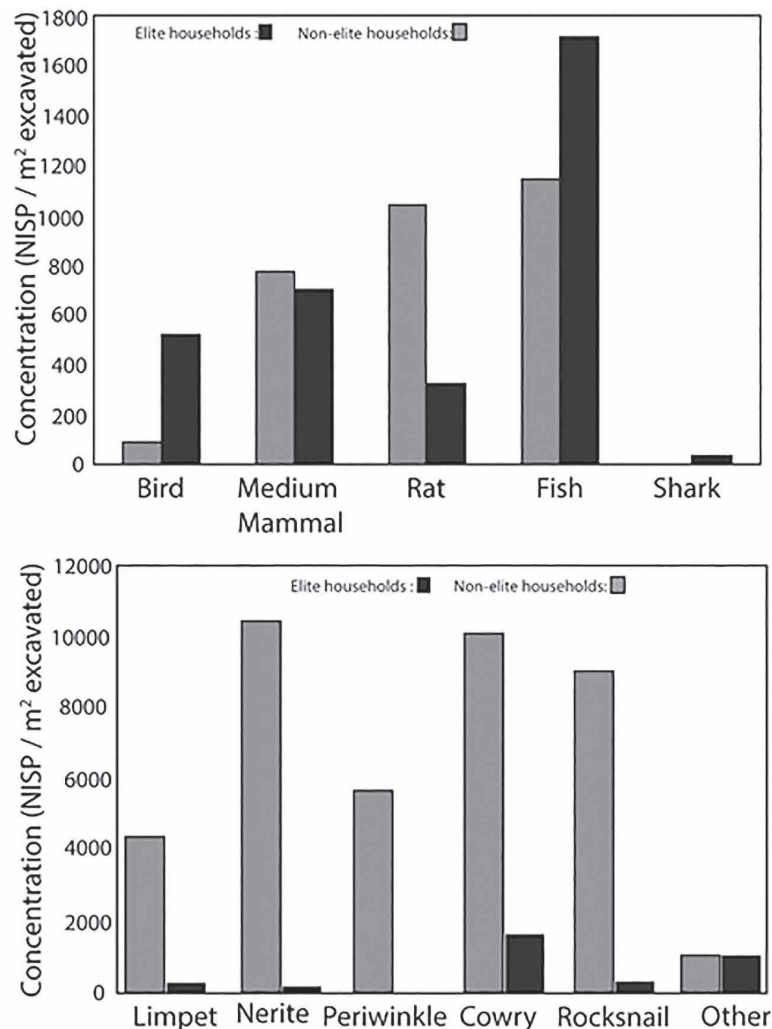 Concentration (NISP / m² excavated)
1800
1600
1400
1200
1000
800
600
400
200
0
Elite households : Non-elite households:
Bird Medium Mammal Rat Fish Shark
Concentration (NISP / m² excavated)
12000
10000
8000
6000
4000
2000
0
Elite households : Non-elite households:
Limpet Nerite Periwinkle Cowry Rocksnail Other